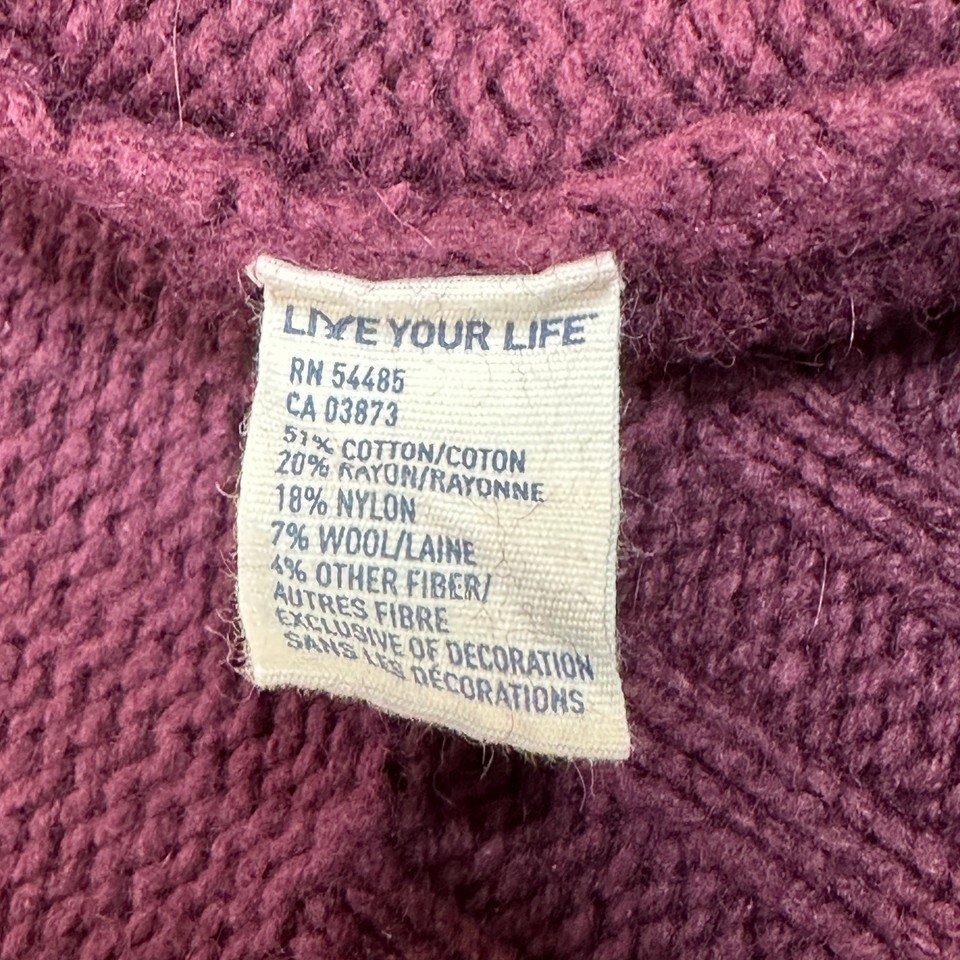 LIVE YOUR LIFE™
RN 54485
CA 03873
51% COTTON/COTON
20% RAYON/RAYONNE
18% NYLON
7% WOOL/LAINE
4% OTHER FIBER/
AUTRES FIBRE
EXCLUSIVE OF DECORATION
SANS LES DÉCORATIONS